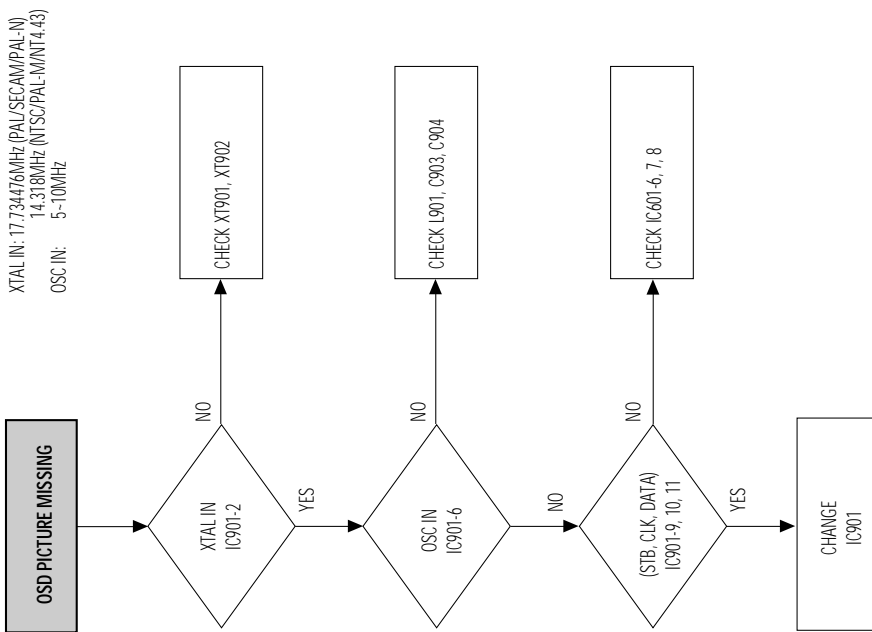 XTAL IN: 17.734476MHz (PAL/SECAM/PAL-N)
14.318MHz (NTSC/PAL-M/NT4.43)
OSC IN: 5~10MHz
OSD PICTURE MISSING
XTAL IN
IC901-2
NO
CHECK XT901, XT902
YES
OSC IN
IC901-6
NO
CHECK L901, C903, C904
NO
(STB, CLK, DATA)
IC901-9, 10, 11
NO
CHECK IC601-6, 7, 8
YES
CHANGE
IC901